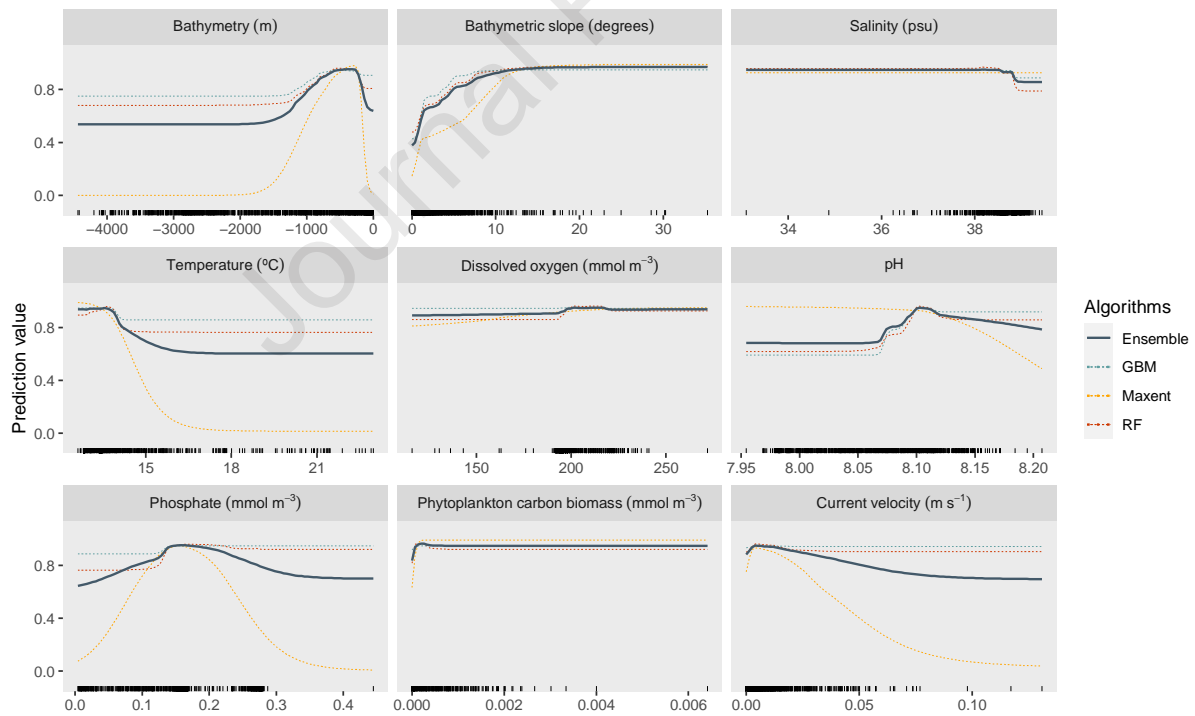 Journal P
Bathymetry (m)
Bathymetric slope (degrees)
Salinity (psu)
0.8
0.4
0.0
−4000 −3000 −2000 −1000 0
0 10 20 30
34 36 38
Temperature (ºC)
Dissolved oxygen (mmol m⁻³)
pH
0.8
0.4
0.0
15 18 21
150 200 250
7.95 8.00 8.05 8.10 8.15 8.20
Phosphate (mmol m⁻³)
Phytoplankton carbon biomass (mmol m⁻³)
Current velocity (m s⁻¹)
0.8
0.4
0.0
0.0 0.1 0.2 0.3 0.4
0.000 0.002 0.004 0.006
0.00 0.05 0.10
Prediction value
Algorithms
Ensemble
GBM
Maxent
RF